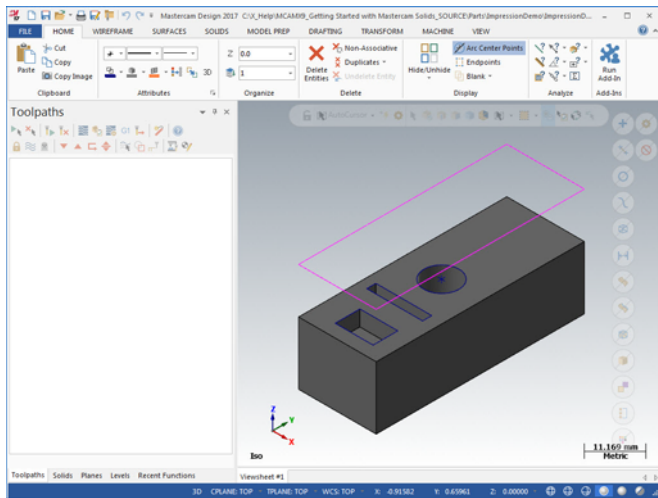 Mastercam Design 2017 C:\X_Help\MCAMX9_Getting Started with Mastercam Solids_SOURCE\Parts\ImpressionDemo\ImpressionD...
FILE HOME WIREFRAME SURFACES SOLIDS MODEL PREP DRAFTING TRANSFORM MACHINE VIEW
Paste
Cut
Copy
Copy Image
Clipboard
3D
Attributes
Z 0.0
1
Organize
Delete Entities
Non-Associative
Duplicates
Undelete Entity
Delete
Hide/Unhide
Arc Center Points
Endpoints
Blank
Display
Analyze
Run Add-In
Add-Ins
Toolpaths
AutoCursor
Z
Y
X
Iso
11.169 mm
Metric
Toolpaths Solids Planes Levels Recent Functions
Viewsheet #1
3D CPLANE: TOP TPLANE: TOP WCS: TOP X: -0.91582 Y: 0.65961 Z: 0.00000